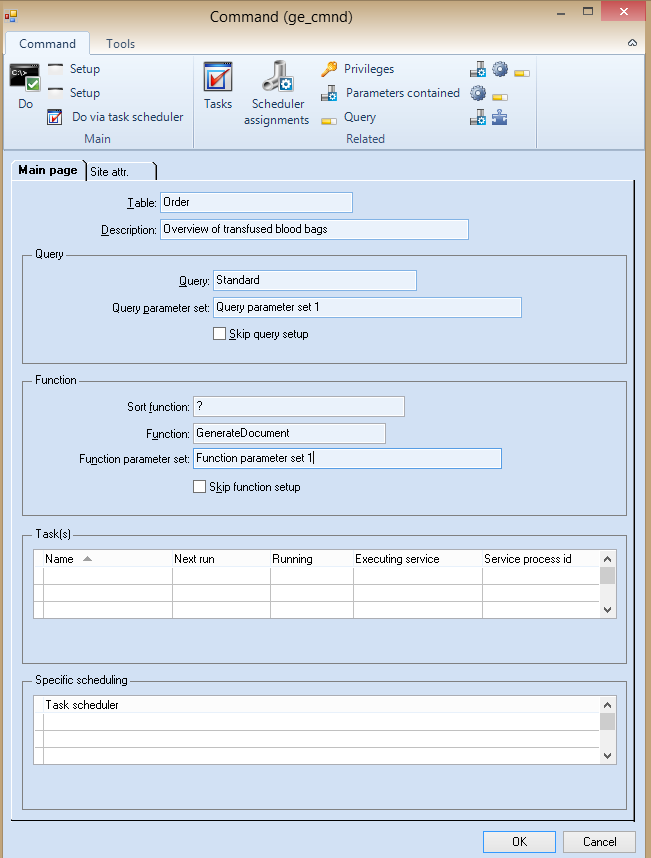 Command (ge_cmnd)
Command Tools
Do
Setup
Setup
Do via task scheduler
Main
Tasks
Scheduler
assignments
Privileges
Parameters contained
Query
Related
Main page Site attr.
Table: Order
Description: Overview of transfused blood bags
Query
Query: Standard
Query parameter set: Query parameter set 1
Skip query setup
Function
Sort function: ?
Function: GenerateDocument
Function parameter set: Function parameter set 1
Skip function setup
Task(s)
Name Next run Running Executing service Service process id
Specific scheduling
Task scheduler
OK Cancel